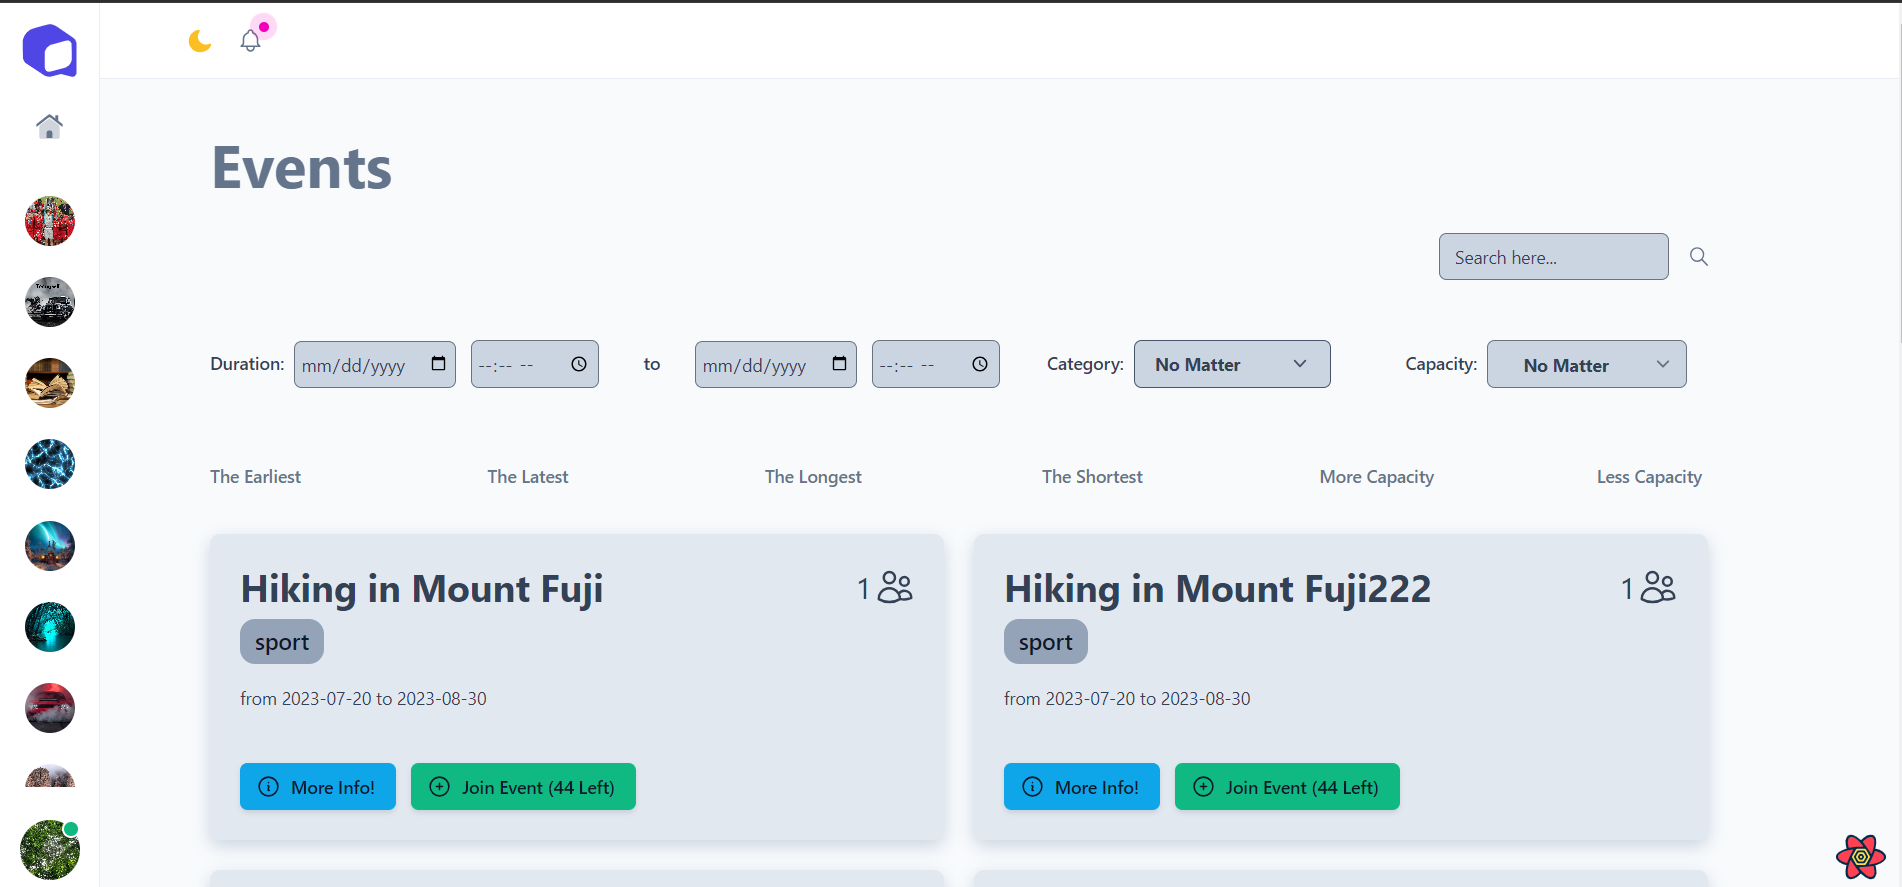 Events
Search here...
Duration: mm/dd/yyyy --:-- -- to mm/dd/yyyy --:-- -- Category: No Matter Capacity: No Matter
The Earliest The Latest The Longest The Shortest More Capacity Less Capacity
Hiking in Mount Fuji 1
sport
from 2023-07-20 to 2023-08-30
More Info! Join Event (44 Left)
Hiking in Mount Fuji222 1
sport
from 2023-07-20 to 2023-08-30
More Info! Join Event (44 Left)